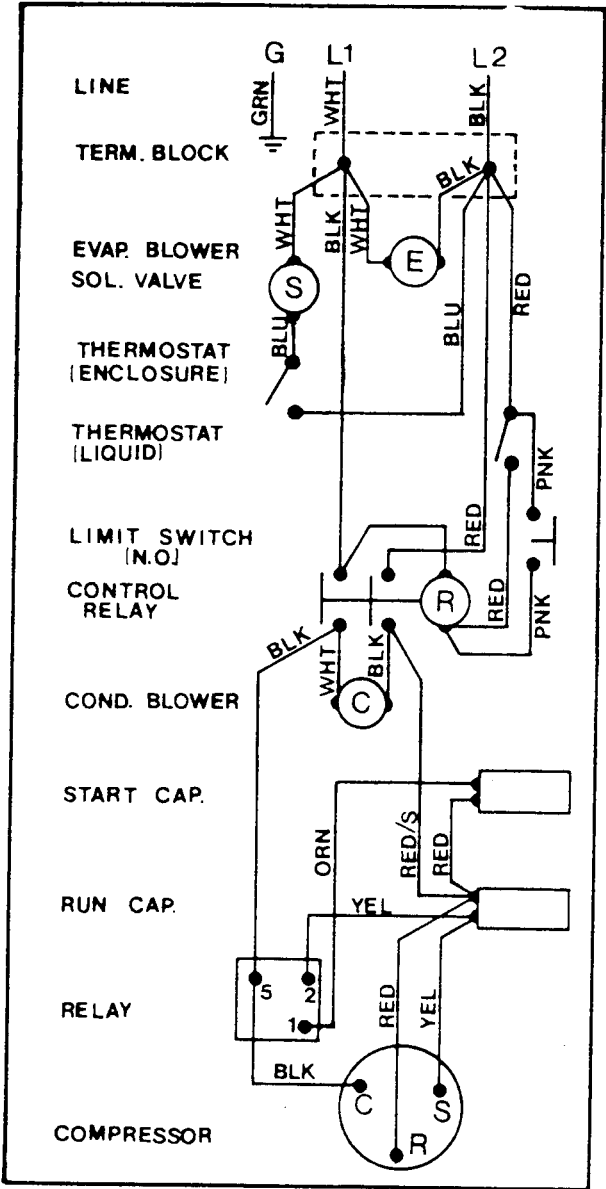 G L1 L2
LINE
GRN WHT BLK
TERM. BLOCK
BLK
WHT BLK WHT
EVAP. BLOWER
E
SOL. VALVE
S
RED
BLU BLU
THERMOSTAT
(ENCLOSURE)
THERMOSTAT
(LIQUID)
PNK
RED
LIMIT SWITCH
(N.O.)
CONTROL
RELAY
R
RED
PNK
BLK
WHT BLK
COND. BLOWER
C
START CAP.
ORN RED/S RED
RUN CAP.
YEL
5 2
RELAY
1
RED YEL
BLK
C S
R
COMPRESSOR